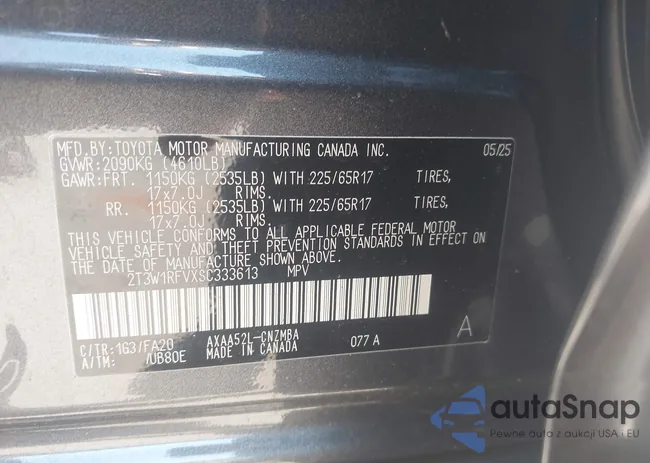 MFD.BY:TOYOTA MOTOR MANUFACTURING CANADA INC. 05/25
GVWR:2090KG (4610LB)
GAWR:FRT. 1150KG (2535LB) WITH 225/65R17 TIRES,
17x7.0J RIMS.
RR. 1150KG (2535LB) WITH 225/65R17 TIRES,
17x7.0J RIMS.
THIS VEHICLE CONFORMS TO ALL APPLICABLE FEDERAL MOTOR
VEHICLE SAFETY AND THEFT PREVENTION STANDARDS IN EFFECT ON
THE DATE OF MANUFACTURE SHOWN ABOVE.
2T3W1RFVXSC333613 MPV
C/TR:1G3/FA20 AXAA52L-CNZMBA 077A A
A/TM: /UB80E MADE IN CANADA
autaSnap
Pewne auta z aukcji USA i EU